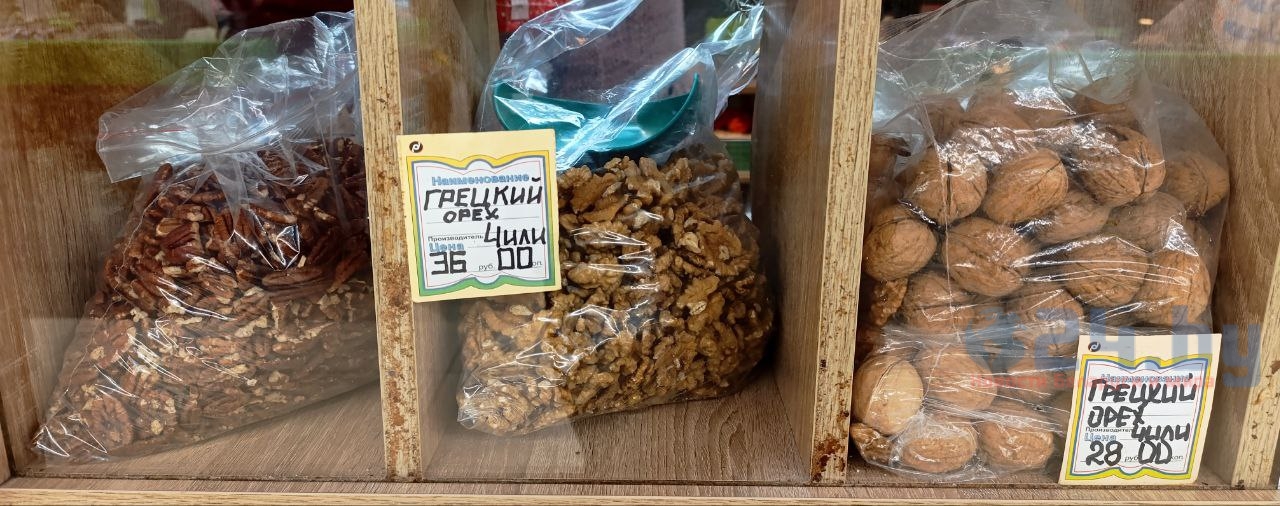 Наименование
ГРЕЦКИЙ
ОРЕХ
Производитель ЧИЛИ
Цена
36 руб. 00 коп.
Наименование
ГРЕЦКИЙ
ОРЕХ
Производитель ЧИЛИ
Цена
28 руб. 00 коп.